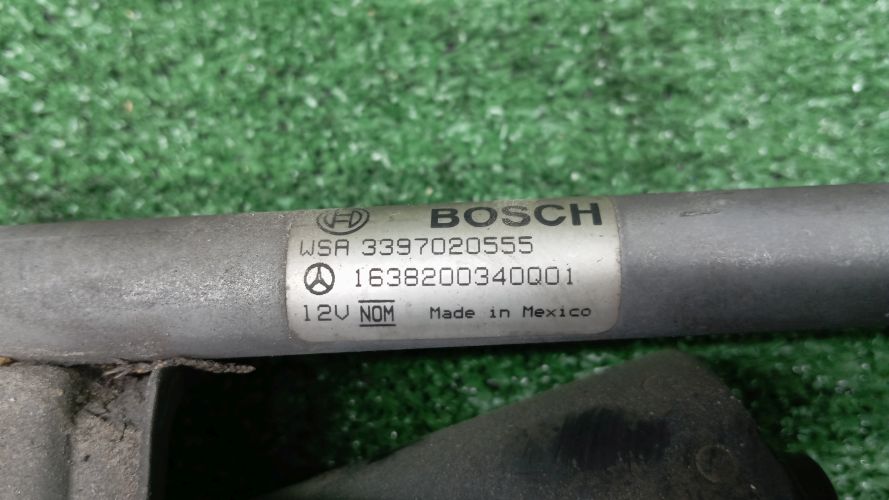 BOSCH
WSA 3397020555
1638200340Q01
12V NOM Made in Mexico